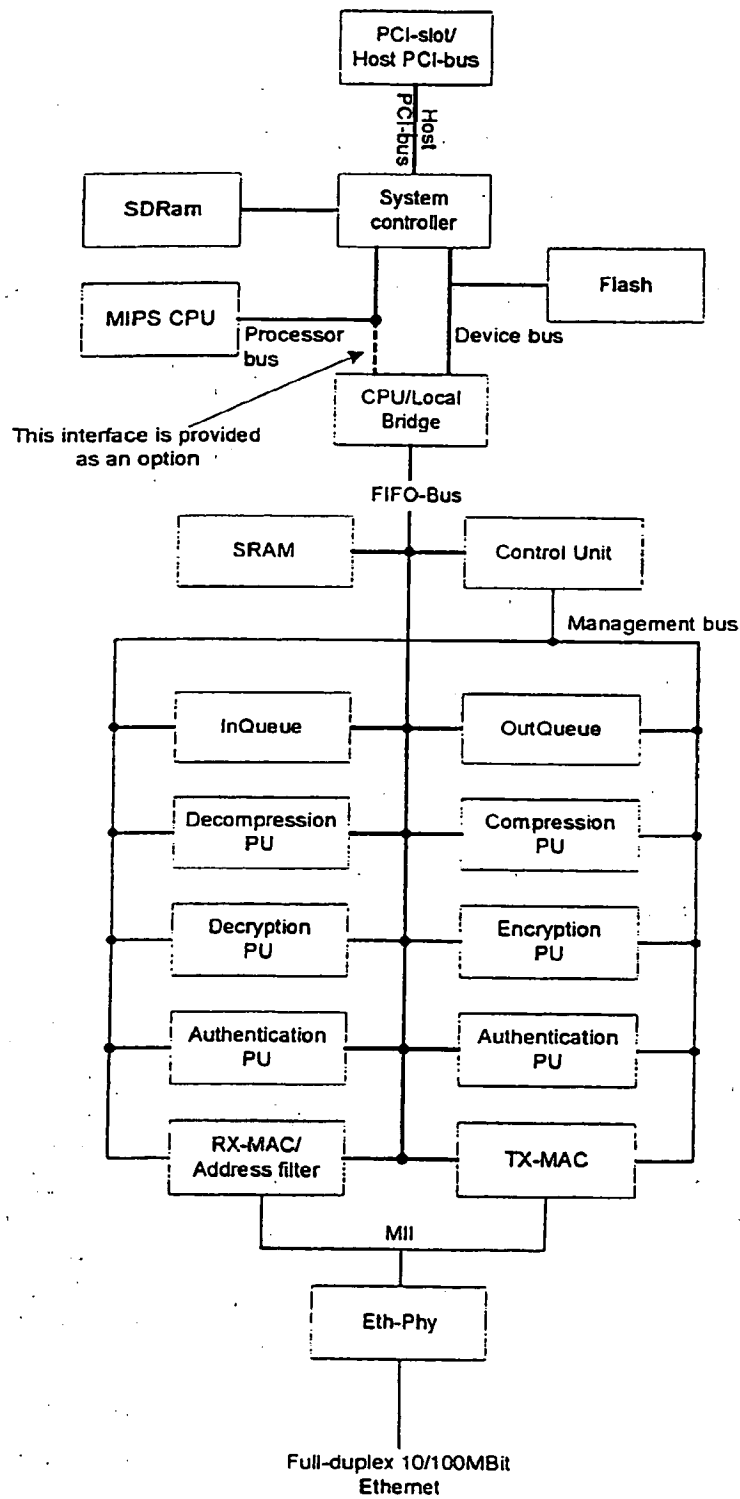 PCI-slot/
Host PCI-bus
Host
PCI-bus
SDRam
System
controller
MIPS CPU
Flash
Processor
bus
Device bus
CPU/Local
Bridge
This interface is provided
as an option
FIFO-Bus
SRAM
Control Unit
Management bus
InQueue
OutQueue
Decompression
PU
Compression
PU
Decryption
PU
Encryption
PU
Authentication
PU
Authentication
PU
RX-MAC/
Address filter
TX-MAC
MII
Eth-Phy
Full-duplex 10/100MBit
Ethernet